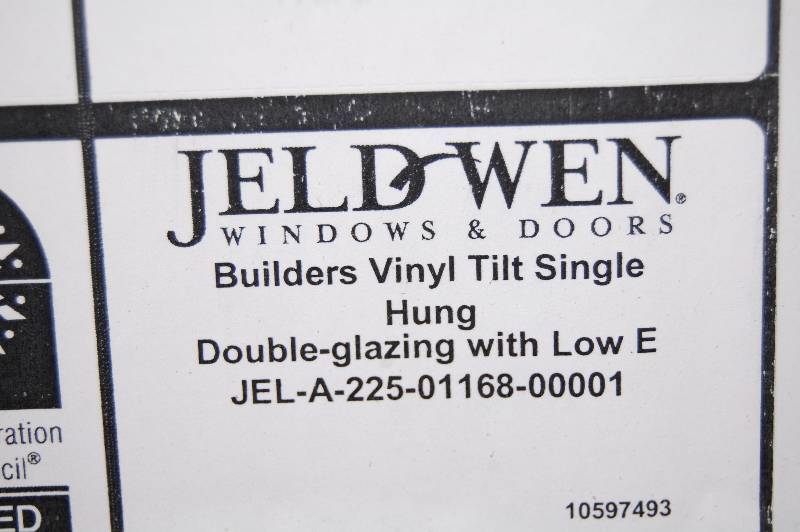 JELD-WEN®
WINDOWS & DOORS
Builders Vinyl Tilt Single
Hung
Double-glazing with Low E
JEL-A-225-01168-00001
10597493
ration
cil®
ED